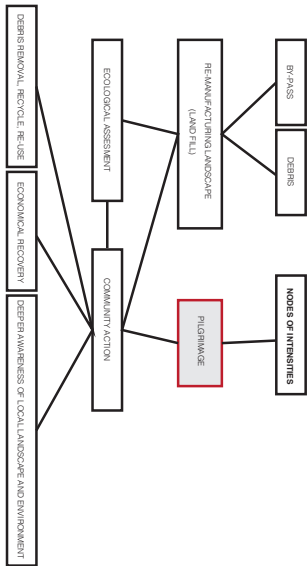 BY-PASS
DEBRIS
NODES OF INTENSITIES
RE-MANUFACTURING LANDSCAPE
(LAND FILL)
PILGRIMAGE
ECOLOGICAL ASSESMENT
COMMUNITY ACTION
DEBRIS REMOVAL, RECYCLE, RE-USE
ECONOMICAL RECOVERY
DEEPER AWARENESS OF LOCAL LANDSCAPE AND ENVIRONMENT